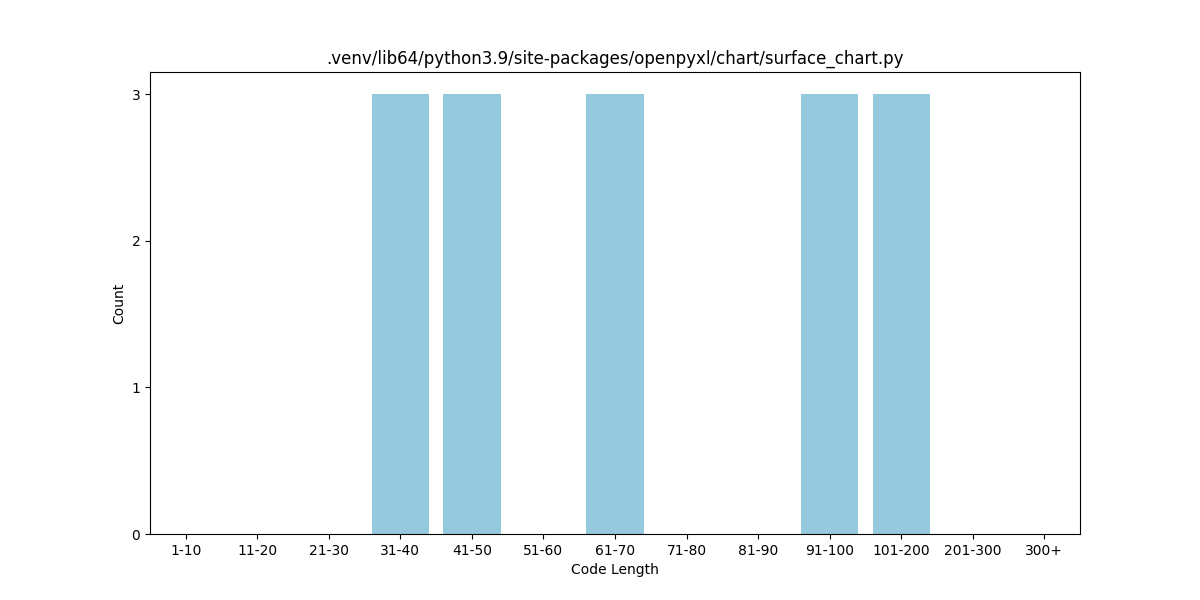 .venv/lib64/python3.9/site-packages/openpyxl/chart/surface_chart.py
3
2
1
0
Count
1-10 11-20 21-30 31-40 41-50 51-60 61-70 71-80 81-90 91-100 101-200 201-300 300+
Code Length